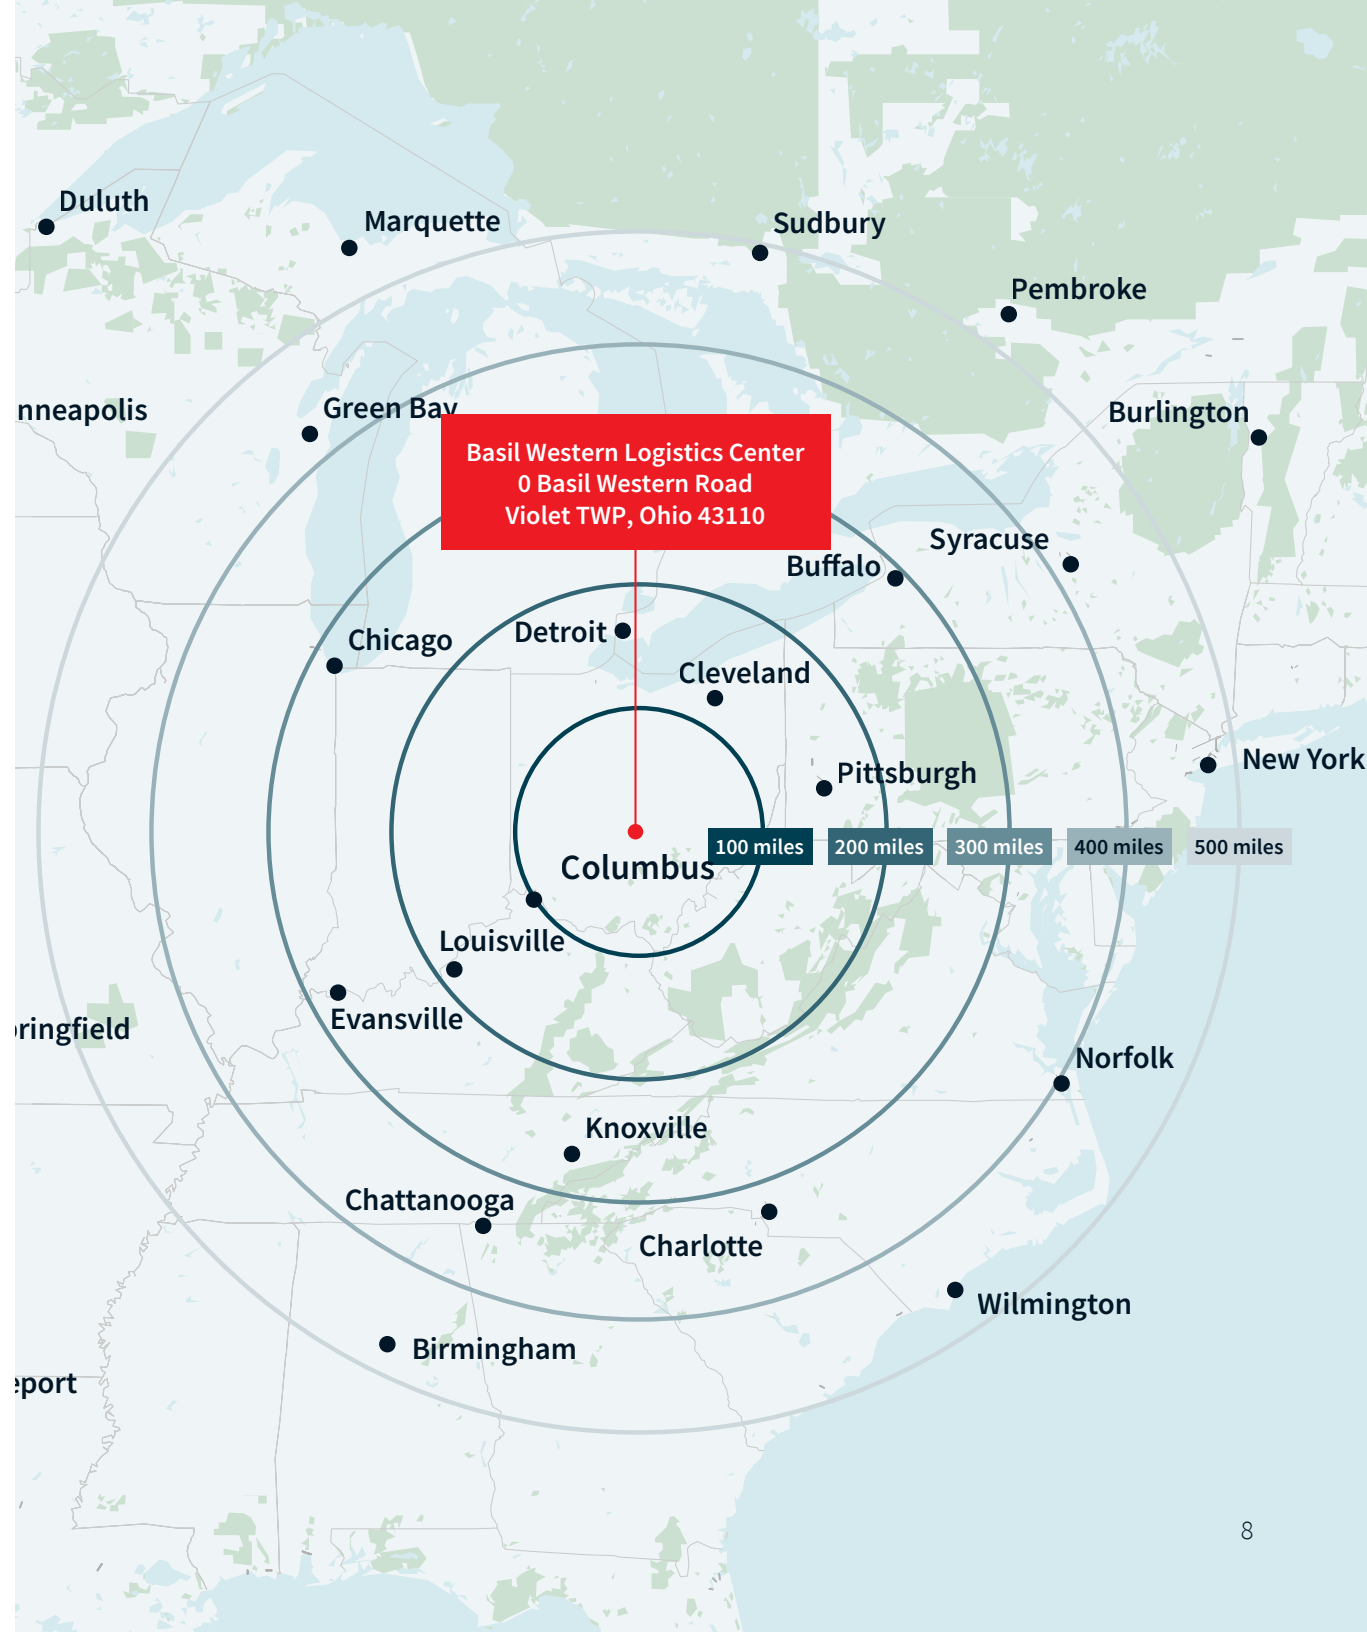 Duluth
Marquette
Sudbury
Pembroke
nneapolis
Green Bay
Burlington
Basil Western Logistics Center
0 Basil Western Road
Violet TWP, Ohio 43110
Syracuse
Buffalo
Chicago
Detroit
Cleveland
New York
Pittsburgh
100 miles
200 miles
300 miles
400 miles
500 miles
Columbus
Louisville
Evansville
ringfield
Norfolk
Knoxville
Chattanooga
Charlotte
Wilmington
Birmingham
eport
8